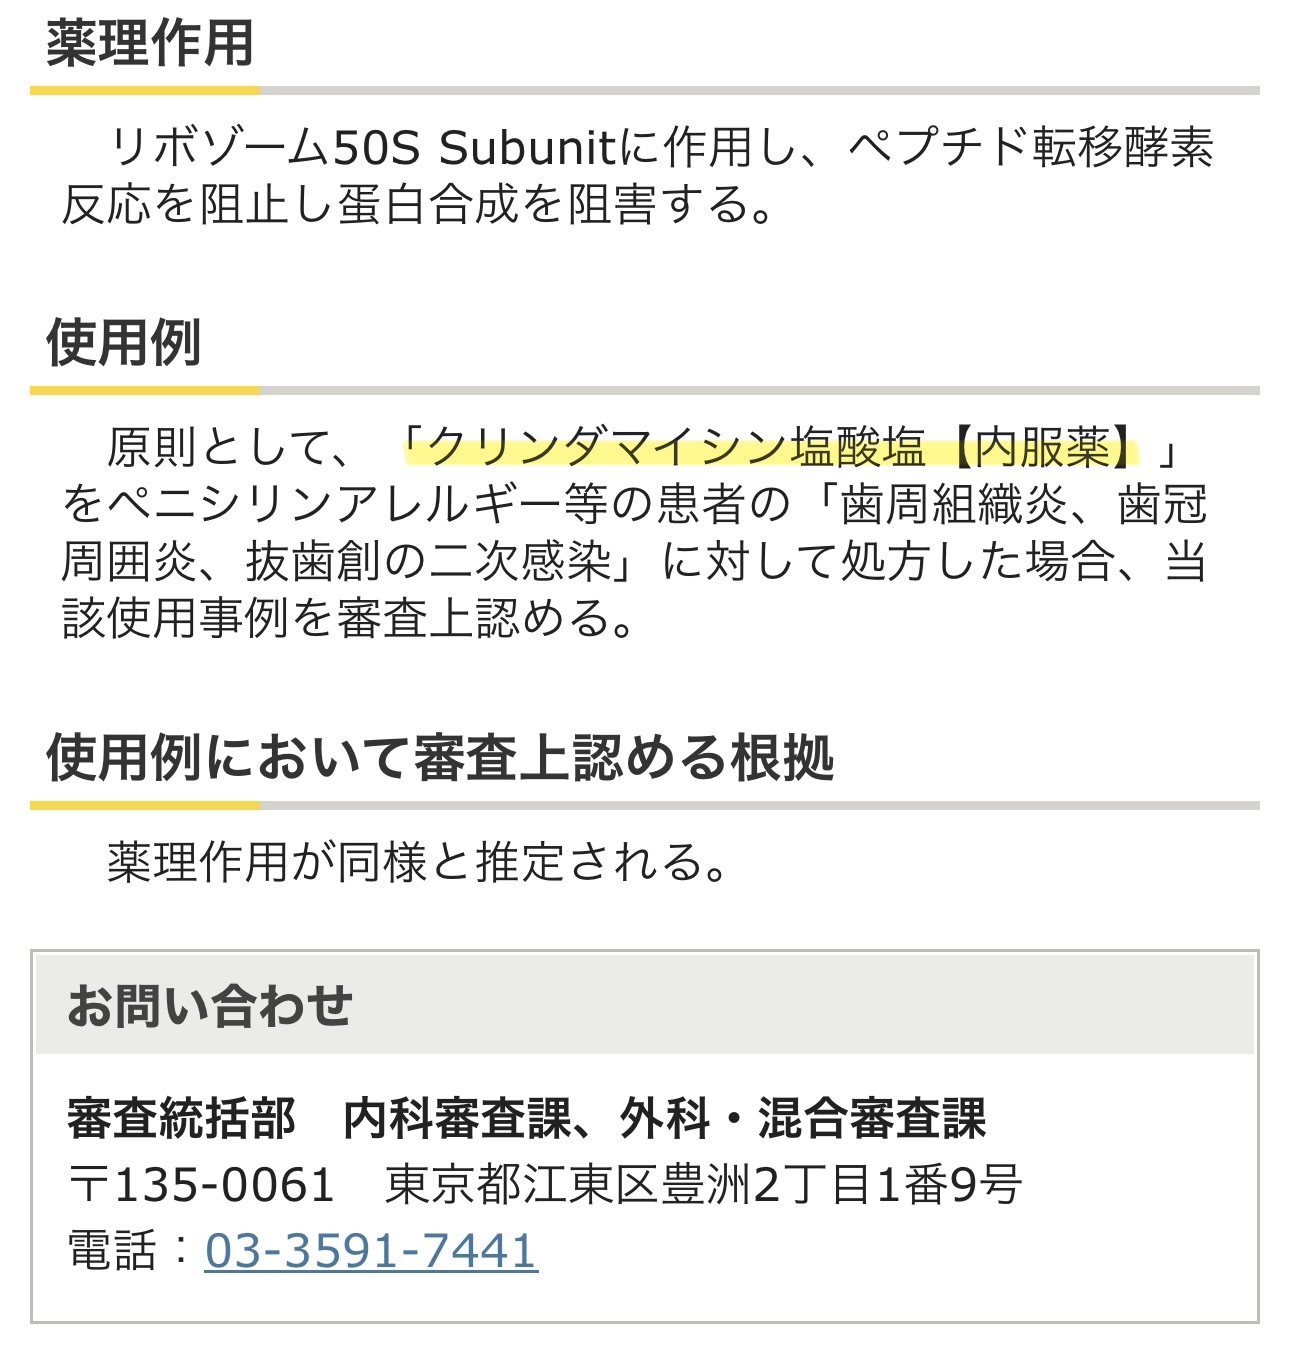 薬理作用
リボゾーム50S Subunitに作用し、ペプチド転移酵素
反応を阻止し蛋白合成を阻害する。
使用例
原則として、「クリンダマイシン塩酸塩【内服薬】」
をペニシリンアレルギー等の患者の「歯周組織炎、歯冠
周囲炎、抜歯創の二次感染」に対して処方した場合、当
該使用事例を審査上認める。
使用例において審査上認める根拠
薬理作用が同様と推定される。
お問い合わせ
審査統括部　内科審査課、外科・混合審査課
〒135-0061　東京都江東区豊洲2丁目1番9号
電話：03-3591-7441